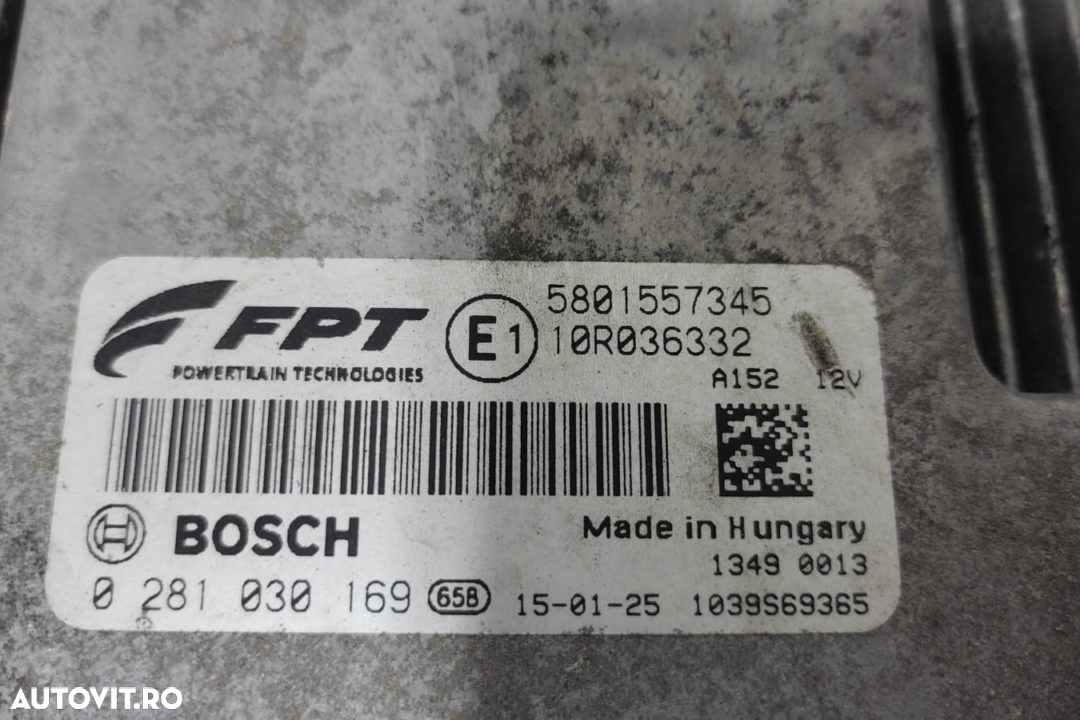 FPT
POWERTRAIN TECHNOLOGIES
E1
5801557345
10R036332
A152 12V
BOSCH
Made in Hungary
1349 0013
0 281 030 169 65B 15-01-25 1039S69365
AUTOVIT.RO